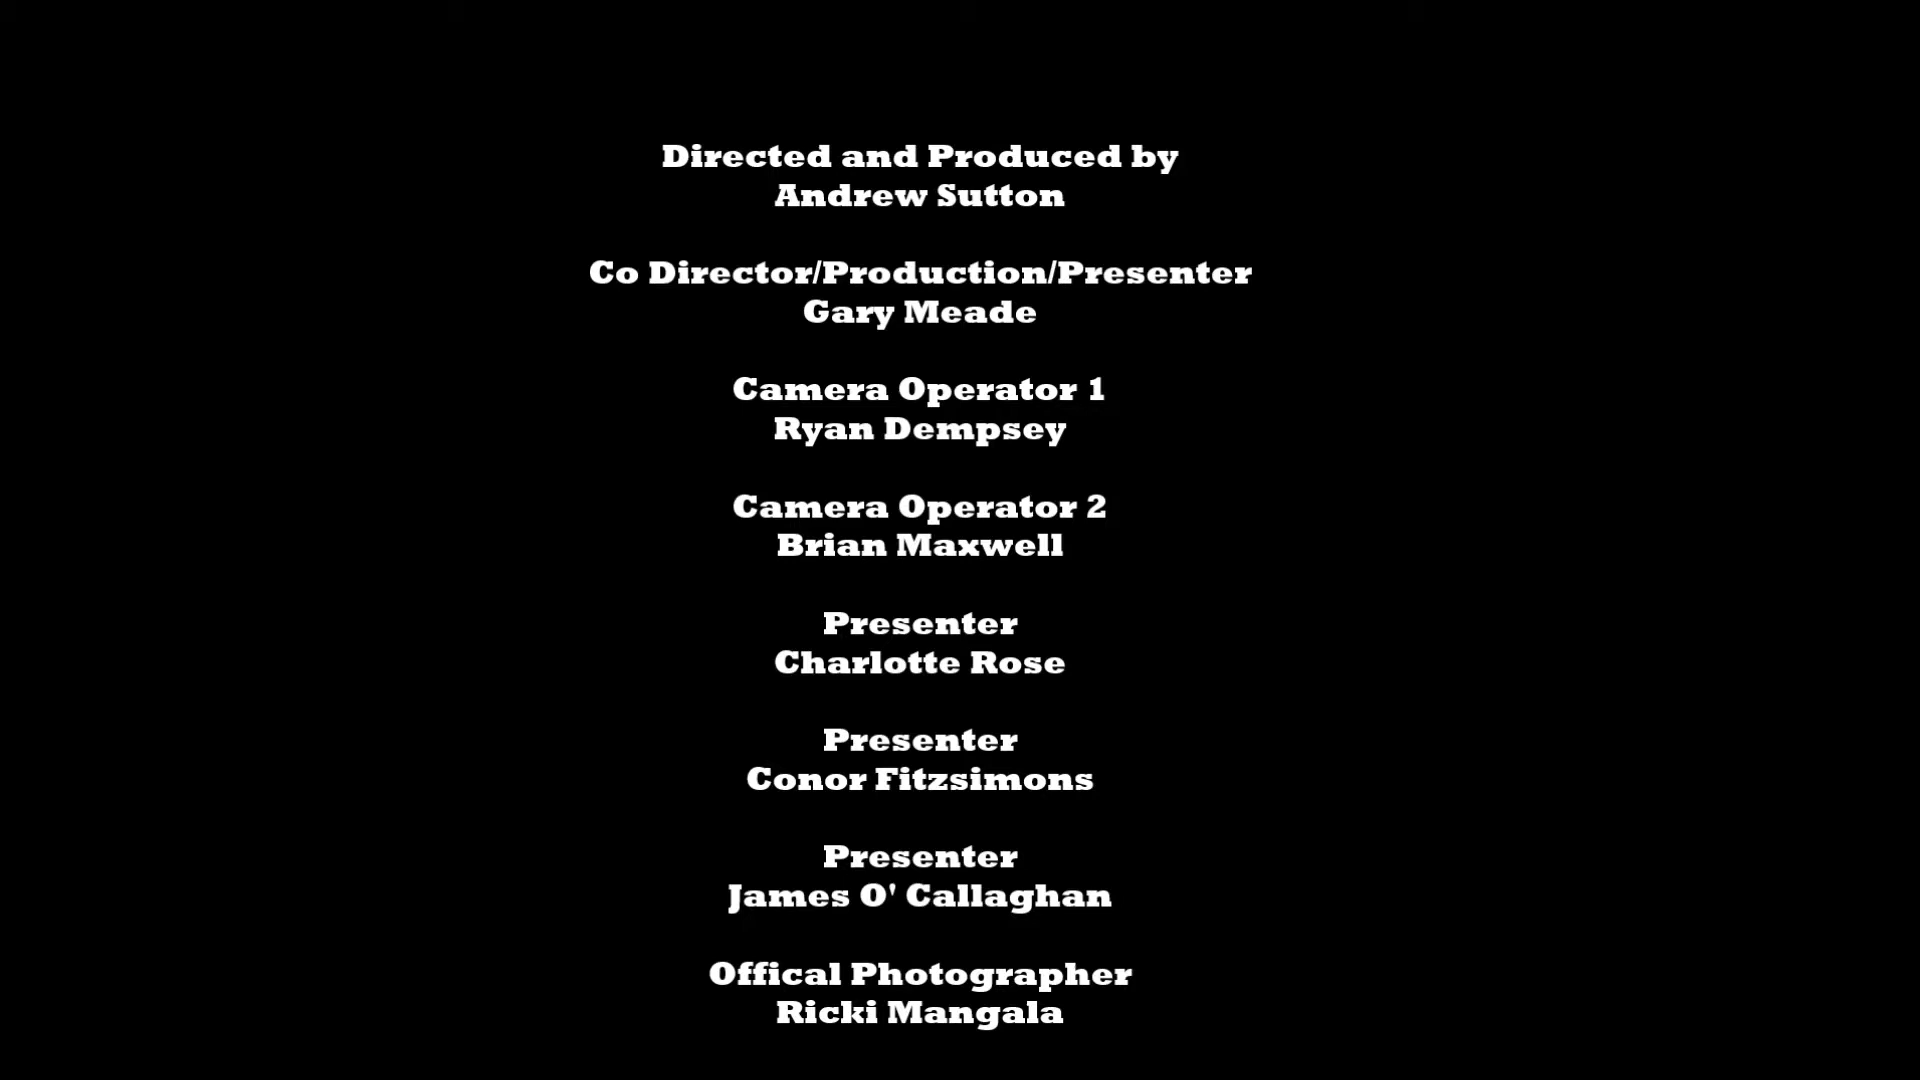 Directed and Produced by
Andrew Sutton
Co Director/Production/Presenter
Gary Meade
Camera Operator 1
Ryan Dempsey
Camera Operator 2
Brian Maxwell
Presenter
Charlotte Rose
Presenter
Conor Fitzsimons
Presenter
James O' Callaghan
Offical Photographer
Ricki Mangala